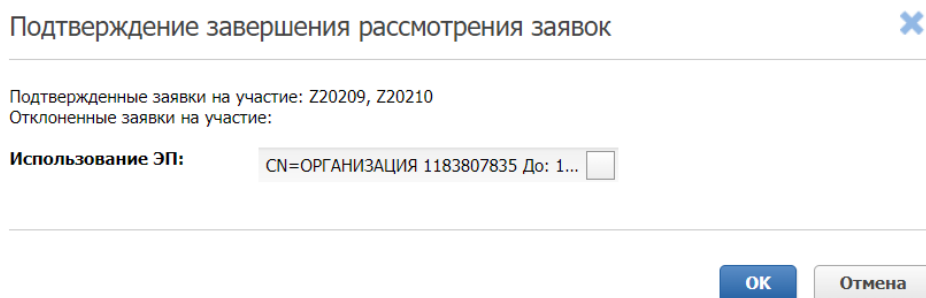 Подтверждение завершения рассмотрения заявок
Подтвержденные заявки на участие: Z20209, Z20210
Отклоненные заявки на участие:
Использование ЭП: CN=ОРГАНИЗАЦИЯ 1183807835 До: 1...
ОК Отмена